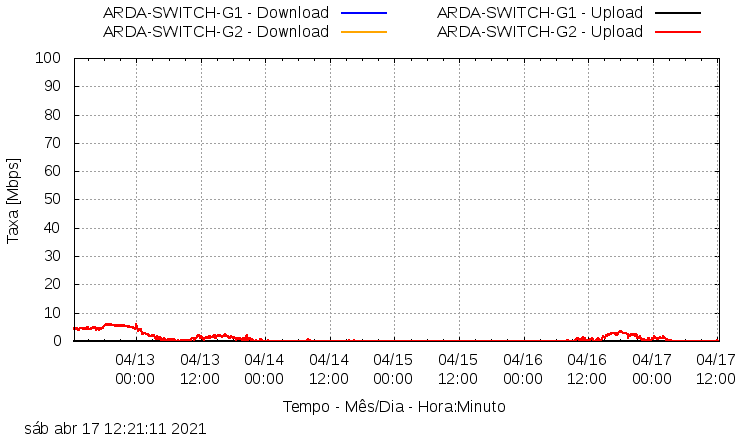 ARDA-SWITCH-G1 - Download ARDA-SWITCH-G1 - Upload
ARDA-SWITCH-G2 - Download ARDA-SWITCH-G2 - Upload
Taxa [Mbps]
100
90
80
70
60
50
40
30
20
10
0
04/13 04/13 04/14 04/14 04/15 04/15 04/16 04/16 04/17 04/17
00:00 12:00 00:00 12:00 00:00 12:00 00:00 12:00 00:00 12:00
Tempo - Mês/Dia - Hora:Minuto
sáb abr 17 12:21:11 2021